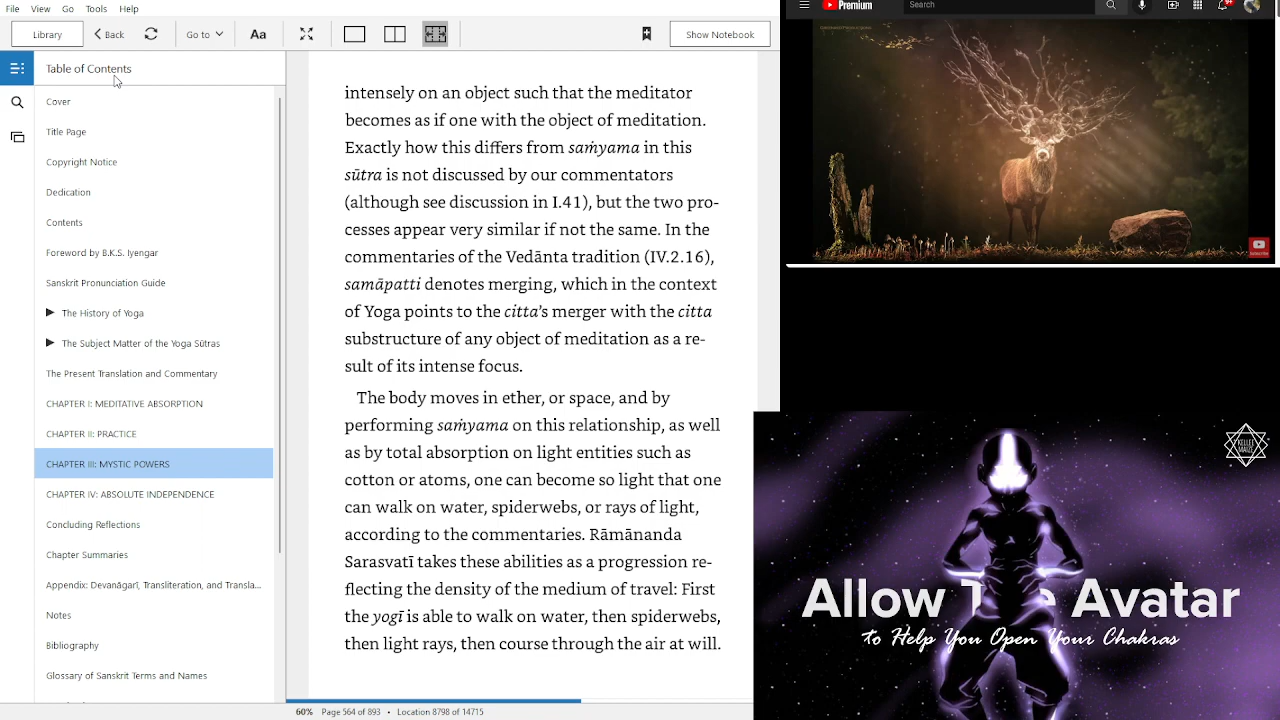 File View Go Tools
Library Back Go to Aa Show Notebook
Table of Contents
Cover
Title Page
Copyright Notice
Dedication
Contents
Foreword by B.K.S. Iyengar
Sanskrit Pronunciation Guide
The History of Yoga
The Subject Matter of the Yoga Sūtras
The Present Translation and Commentary
CHAPTER I: MEDITATIVE ABSORPTION
CHAPTER II: PRACTICE
CHAPTER III: MYSTIC POWERS
CHAPTER IV: ABSOLUTE INDEPENDENCE
Concluding Reflections
Chapter Summaries
Appendix: Devanāgarī, Transliteration, and Transla...
Notes
Bibliography
Glossary of Sanskrit Terms and Names
intensely on an object such that the meditator
becomes as if one with the object of meditation.
Exactly how this differs from saṁyama in this
sūtra is not discussed by our commentators
(although see discussion in I.41), but the two pro-
cesses appear very similar if not the same. In the
commentaries of the Vedānta tradition (IV.2.16),
samāpatti denotes merging, which in the context
of Yoga points to the citta's merger with the citta
substructure of any object of meditation as a re-
sult of its intense focus.
The body moves in ether, or space, and by
performing saṁyama on this relationship, as well
as by total absorption on light entities such as
cotton or atoms, one can become so light that one
can walk on water, spiderwebs, or rays of light,
according to the commentaries. Rāmānanda
Sarasvatī takes these abilities as a progression re-
flecting the density of the medium of travel: First
the yogī is able to walk on water, then spiderwebs,
then light rays, then course through the air at will.
60% Page 564 of 893 • Location 8798 of 14715
Premium
Search
9+
Subscribe
Allow T e Avatar
to Help You Open Your Chakras